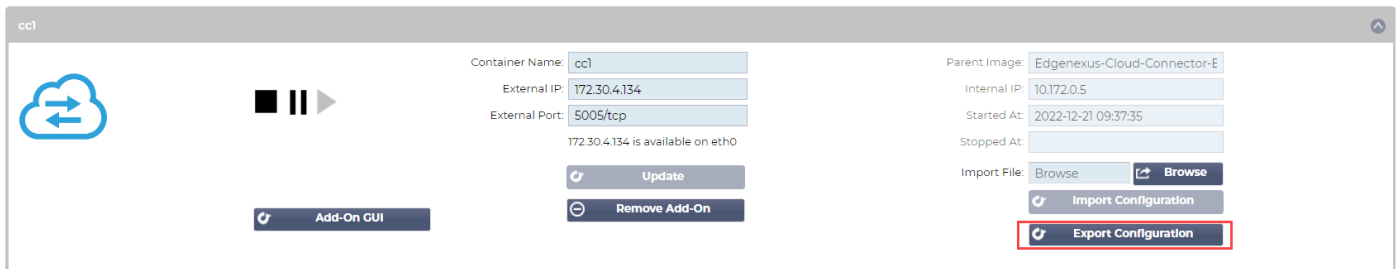 cc1
Container Name: cc1
External IP: 172.30.4.134
External Port: 5005/tcp
172.30.4.134 is available on eth0
Update
Remove Add-On
Add-On GUI
Parent Image: Edgenexus-Cloud-Connector-E
Internal IP: 10.172.0.5
Started At: 2022-12-21 09:37:35
Stopped At:
Import File: Browse Browse
Import Configuration
Export Configuration